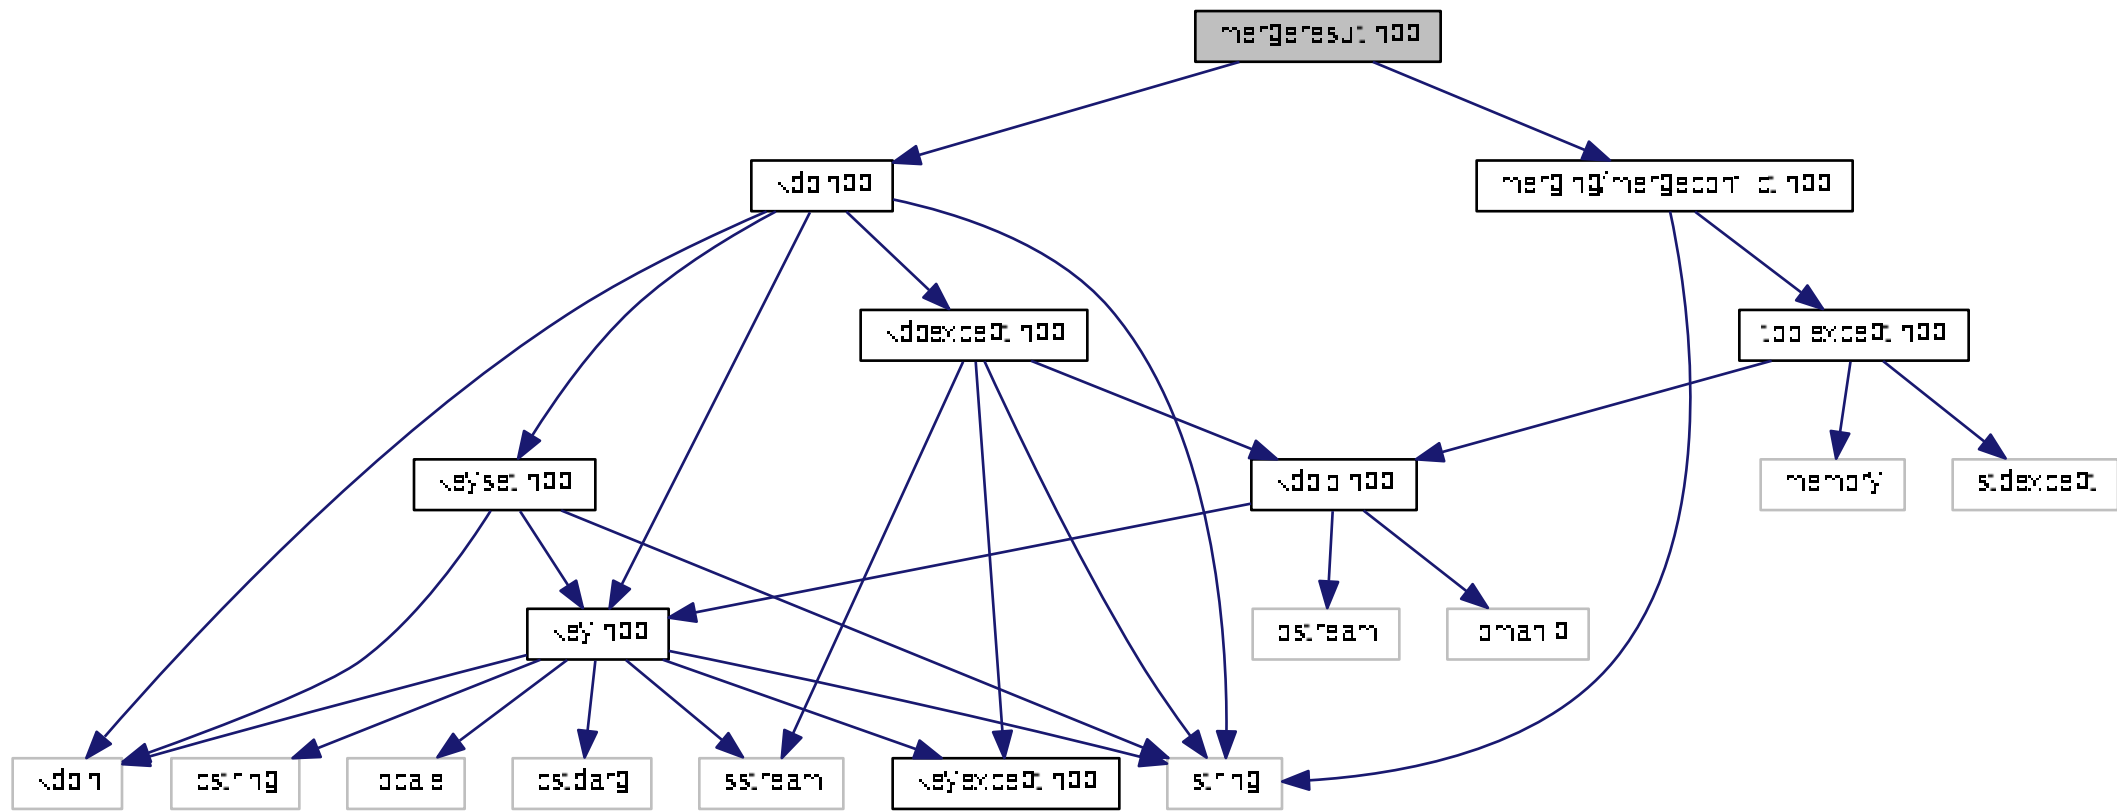 mergeresult.hpp
kdb.hpp
merging/mergeconflict.hpp
kdbexcept.hpp
toolexcept.hpp
keyset.hpp
kdbio.hpp
memory
stdexcept
key.hpp
ostream
iomanip
kdb.h
cstring
locale
cstdarg
sstream
keyexcept.hpp
string